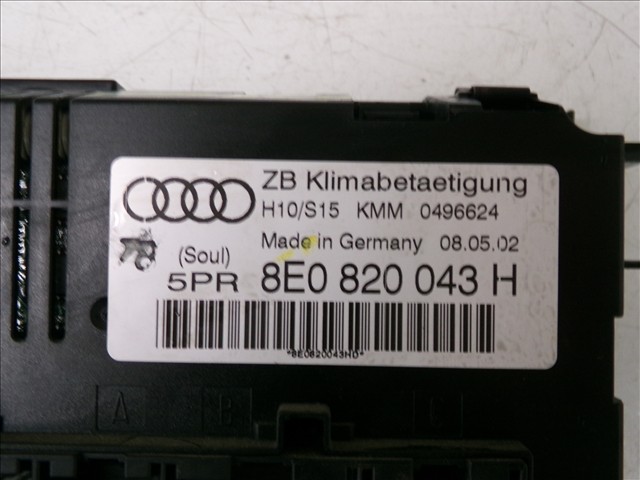 ZB Klimabetaetigung
H10/S15 KMM 0496624
Made in Germany 08.05.02
(Soul)
5PR 8E0 820 043 H
*8E0820043HD*
A B C